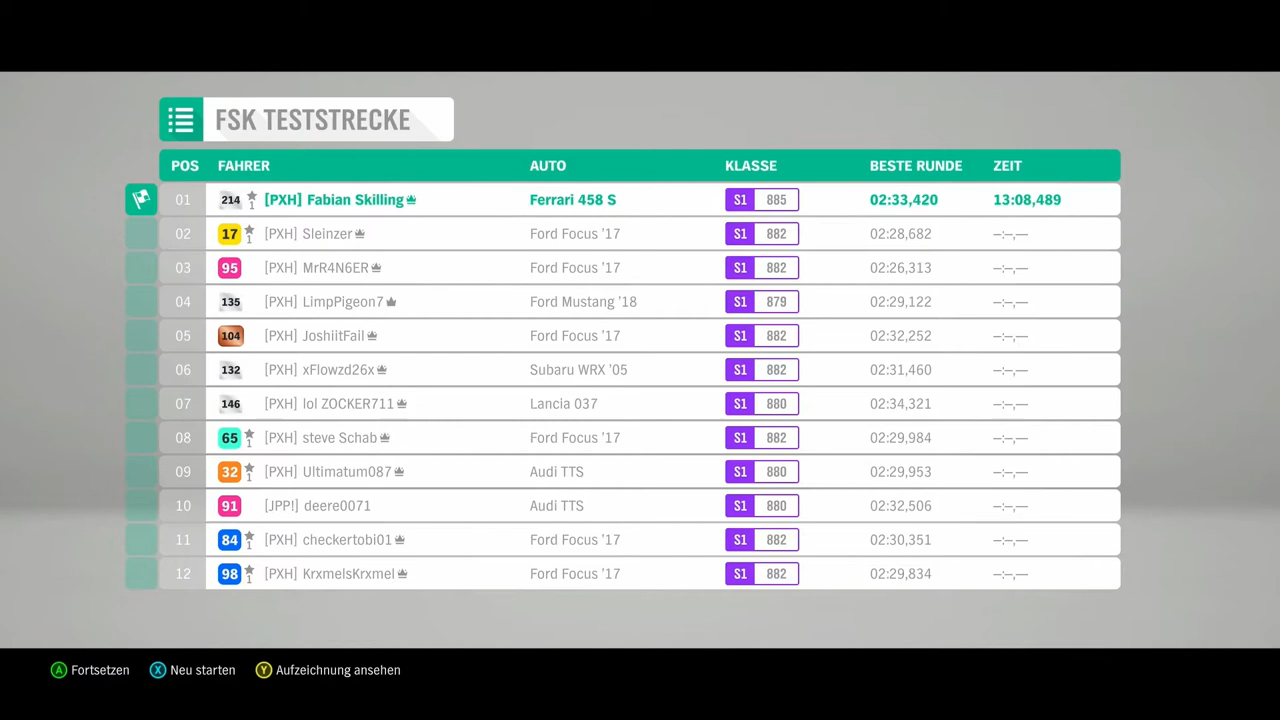 FSK TESTSTRECKE
POS FAHRER AUTO KLASSE BESTE RUNDE ZEIT
01 214 1 [PXH] Fabian Skilling Ferrari 458 S S1 885 02:33,420 13:08,489
02 17 1 [PXH] Sleinzer Ford Focus '17 S1 882 02:28,682 –:–,––
03 95 [PXH] MrR4N6ER Ford Focus '17 S1 882 02:26,313 –:–,––
04 135 [PXH] LimpPigeon7 Ford Mustang '18 S1 879 02:29,122 –:–,––
05 104 [PXH] JoshiitFail Ford Focus '17 S1 882 02:32,252 –:–,––
06 132 [PXH] xFlowzd26x Subaru WRX '05 S1 882 02:31,460 –:–,––
07 146 [PXH] lol ZOCKER711 Lancia 037 S1 880 02:34,321 –:–,––
08 65 1 [PXH] steve Schab Ford Focus '17 S1 882 02:29,984 –:–,––
09 32 1 [PXH] Ultimatum087 Audi TTS S1 880 02:29,953 –:–,––
10 91 [JPP!] deere0071 Audi TTS S1 880 02:32,506 –:–,––
11 84 1 [PXH] checkertobi01 Ford Focus '17 S1 882 02:30,351 –:–,––
12 98 1 [PXH] KrxmelsKrxmel Ford Focus '17 S1 882 02:29,834 –:–,––
A Fortsetzen X Neu starten Y Aufzeichnung ansehen